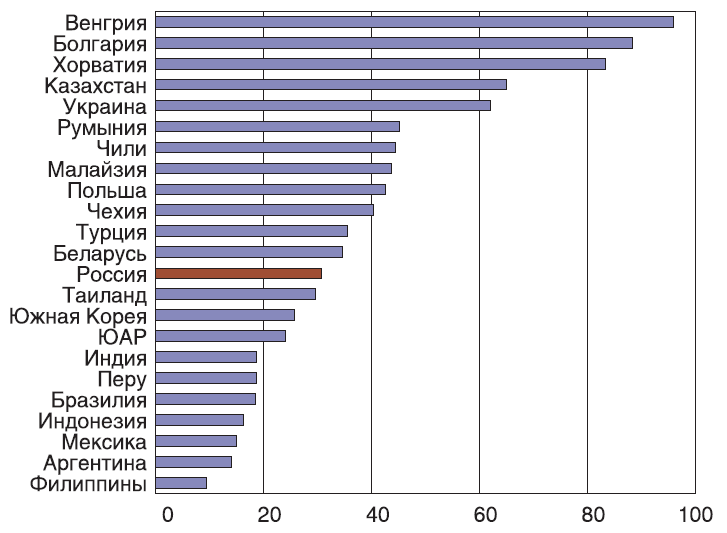 Венгрия
Болгария
Хорватия
Казахстан
Украина
Румыния
Чили
Малайзия
Польша
Чехия
Турция
Беларусь
Россия
Таиланд
Южная Корея
ЮАР
Индия
Перу
Бразилия
Индонезия
Мексика
Аргентина
Филиппины
0 20 40 60 80 100